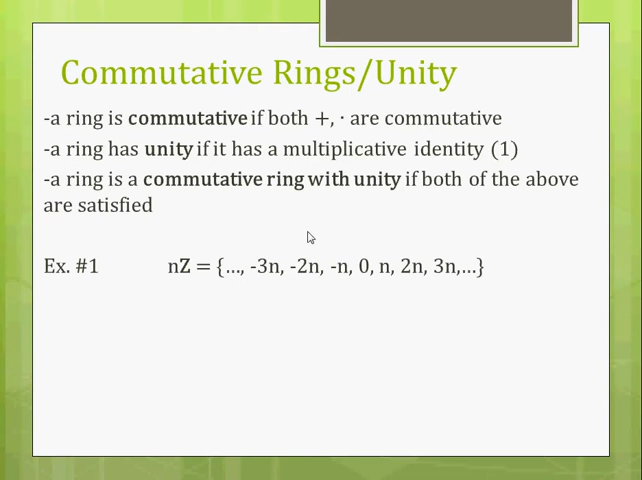 Commutative Rings/Unity
-a ring is commutative if both +, · are commutative
-a ring has unity if it has a multiplicative identity (1)
-a ring is a commutative ring with unity if both of the above
are satisfied
Ex. #1 nZ = {..., -3n, -2n, -n, 0, n, 2n, 3n,...}